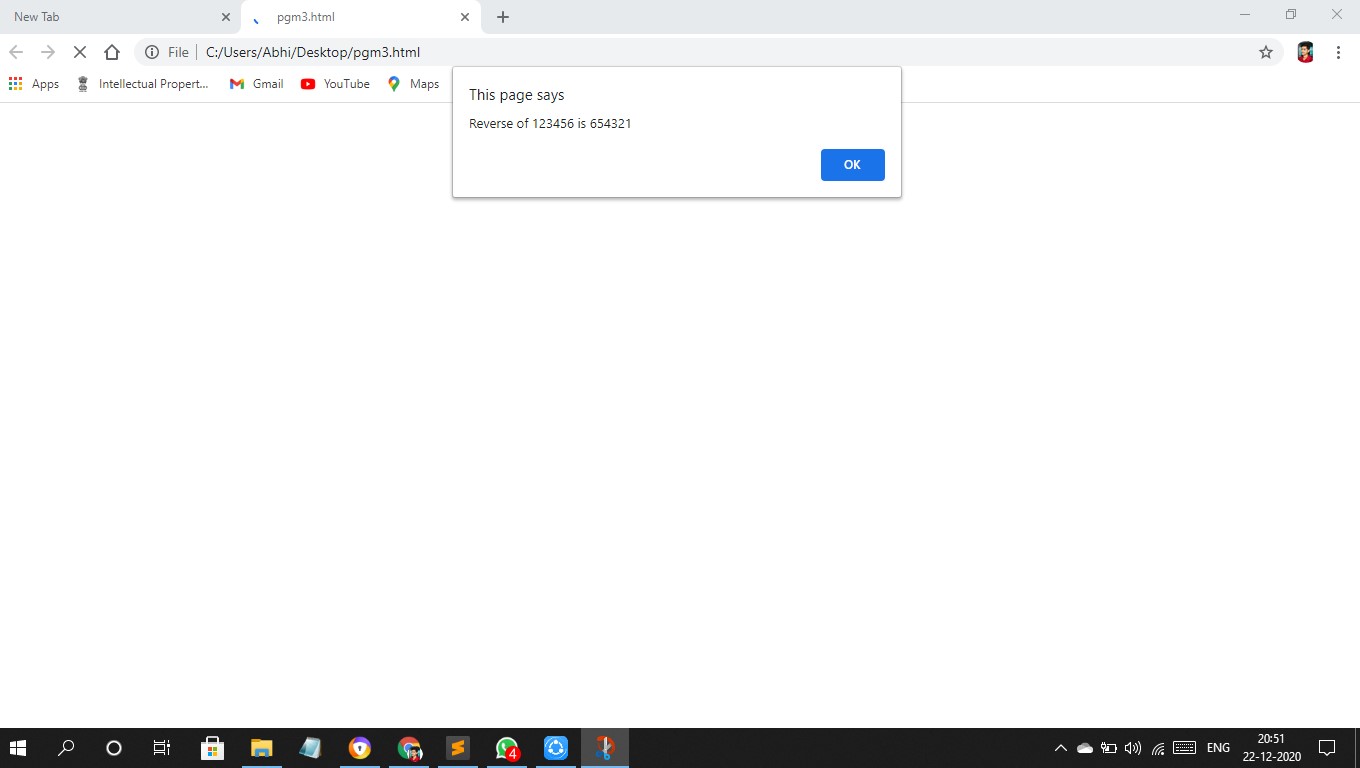 New Tab
pgm3.html
File
C:/Users/Abhi/Desktop/pgm3.html
Apps
Intellectual Propert...
Gmail
YouTube
Maps
This page says
Reverse of 123456 is 654321
OK
4
ENG
20:51
22-12-2020